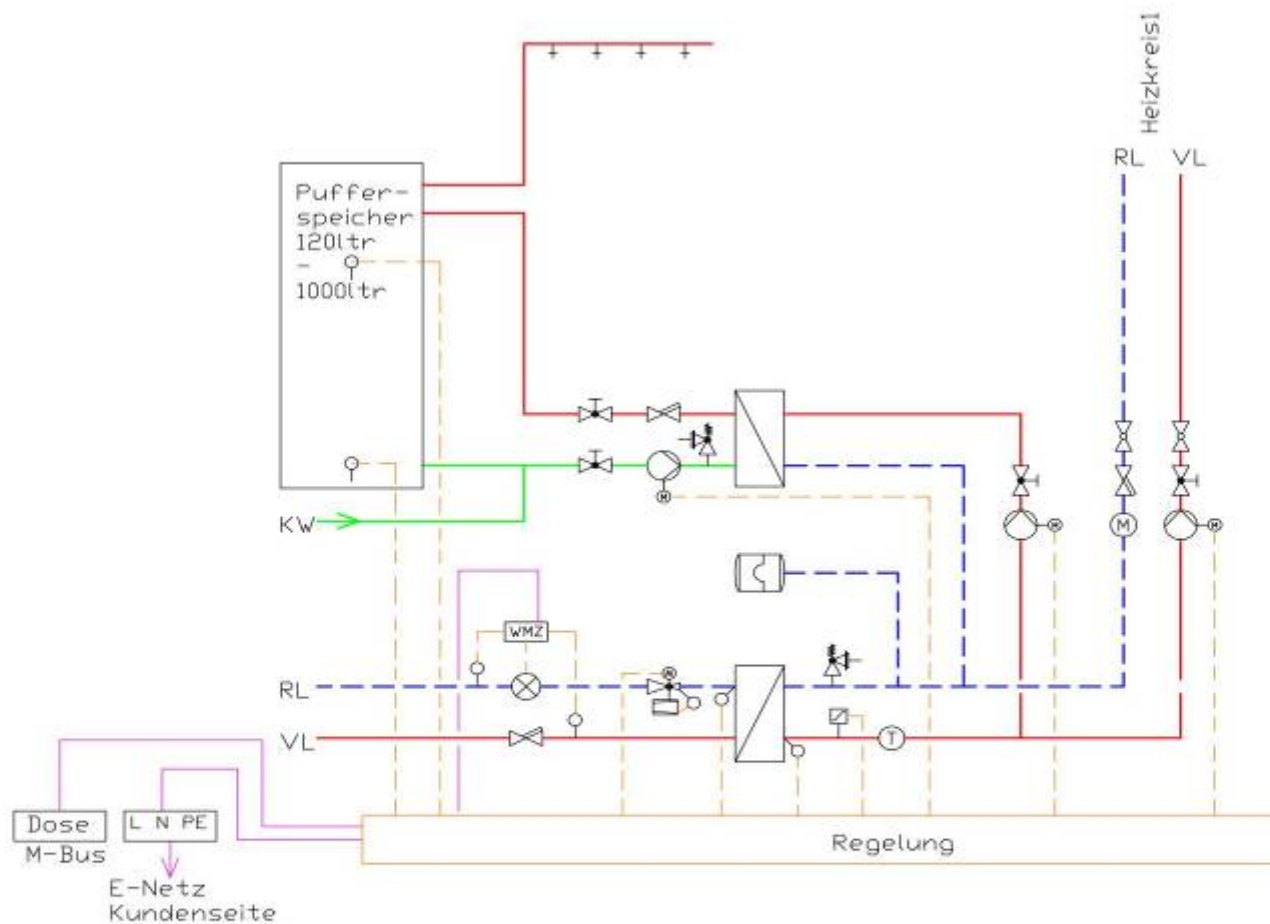 Heizkreis1
RL VL
Puffer-
speicher
120ltr
-
1000ltr
KW
M
M
M
M
WMZ
M
RL
VL
T
Dose
M-Bus
L N PE
E-Netz
Kundenseite
Regelung